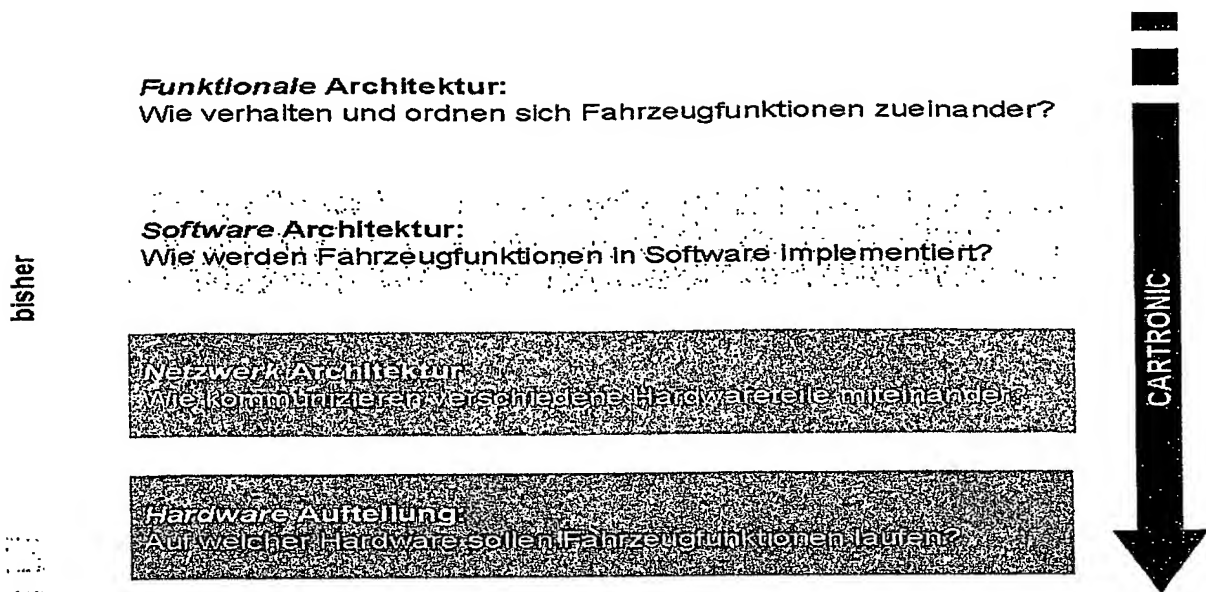 Funktionale Architektur:
Wie verhalten und ordnen sich Fahrzeugfunktionen zueinander?
Software Architektur:
Wie werden Fahrzeugfunktionen in Software implementiert?
Netzwerk Architektur
Wie kommunizieren verschiedene Hardwareteile miteinander?
Hardware Aufteilung:
Auf welcher Hardware sollen Fahrzeugfunktionen laufen?
bisher
CARTRONIC